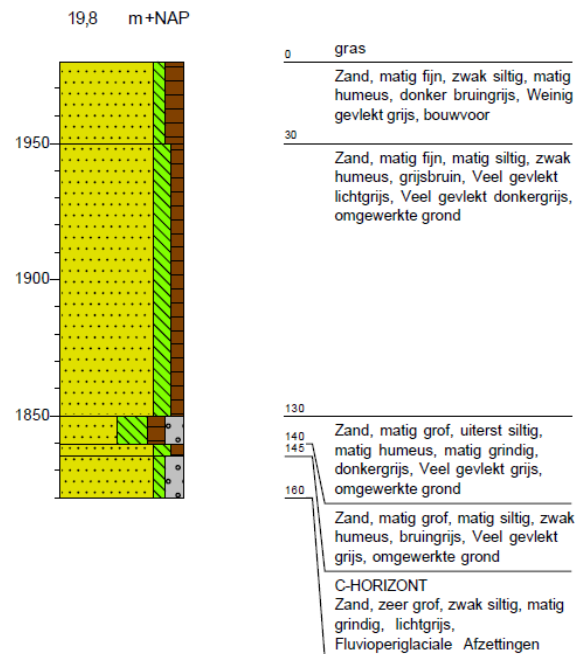 19,8 m +NAP
1950
1900
1850
0 gras
Zand, matig fijn, zwak siltig, matig
humeus, donker bruingrijs, Weinig
gevlekt grijs, bouwvoor
30
Zand, matig fijn, matig siltig, zwak
humeus, grijsbruin, Veel gevlekt
lichtgrijs, Veel gevlekt donkergrijs,
omgewerkte grond
130
Zand, matig grof, uiterst siltig,
matig humeus, matig grindig,
donkergrijs, Veel gevlekt grijs,
omgewerkte grond
140
Zand, matig grof, matig siltig, zwak
humeus, bruingrijs, Veel gevlekt
grijs, omgewerkte grond
145
C-HORIZONT
Zand, zeer grof, zwak siltig, matig
grindig, lichtgrijs,
Fluvioperiglaciale Afzettingen
160